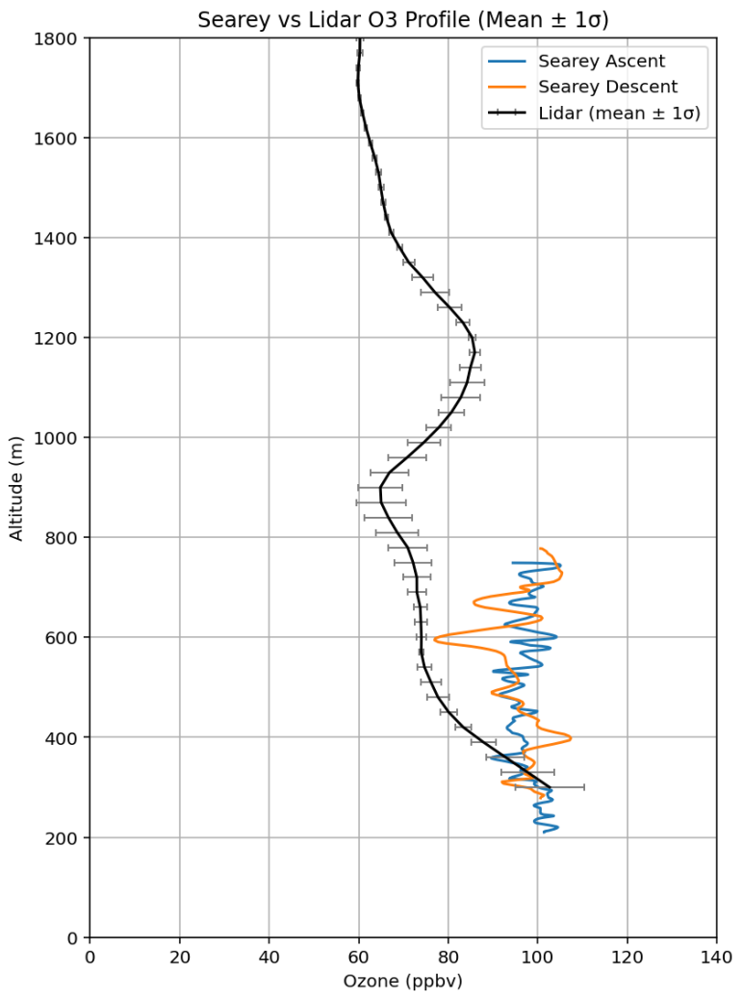 Searey vs Lidar O3 Profile (Mean ± 1σ)
Searey Ascent
Searey Descent
Lidar (mean ± 1σ)
1800
1600
1400
1200
1000
800
600
400
200
0
Altitude (m)
0 20 40 60 80 100 120 140
Ozone (ppbv)